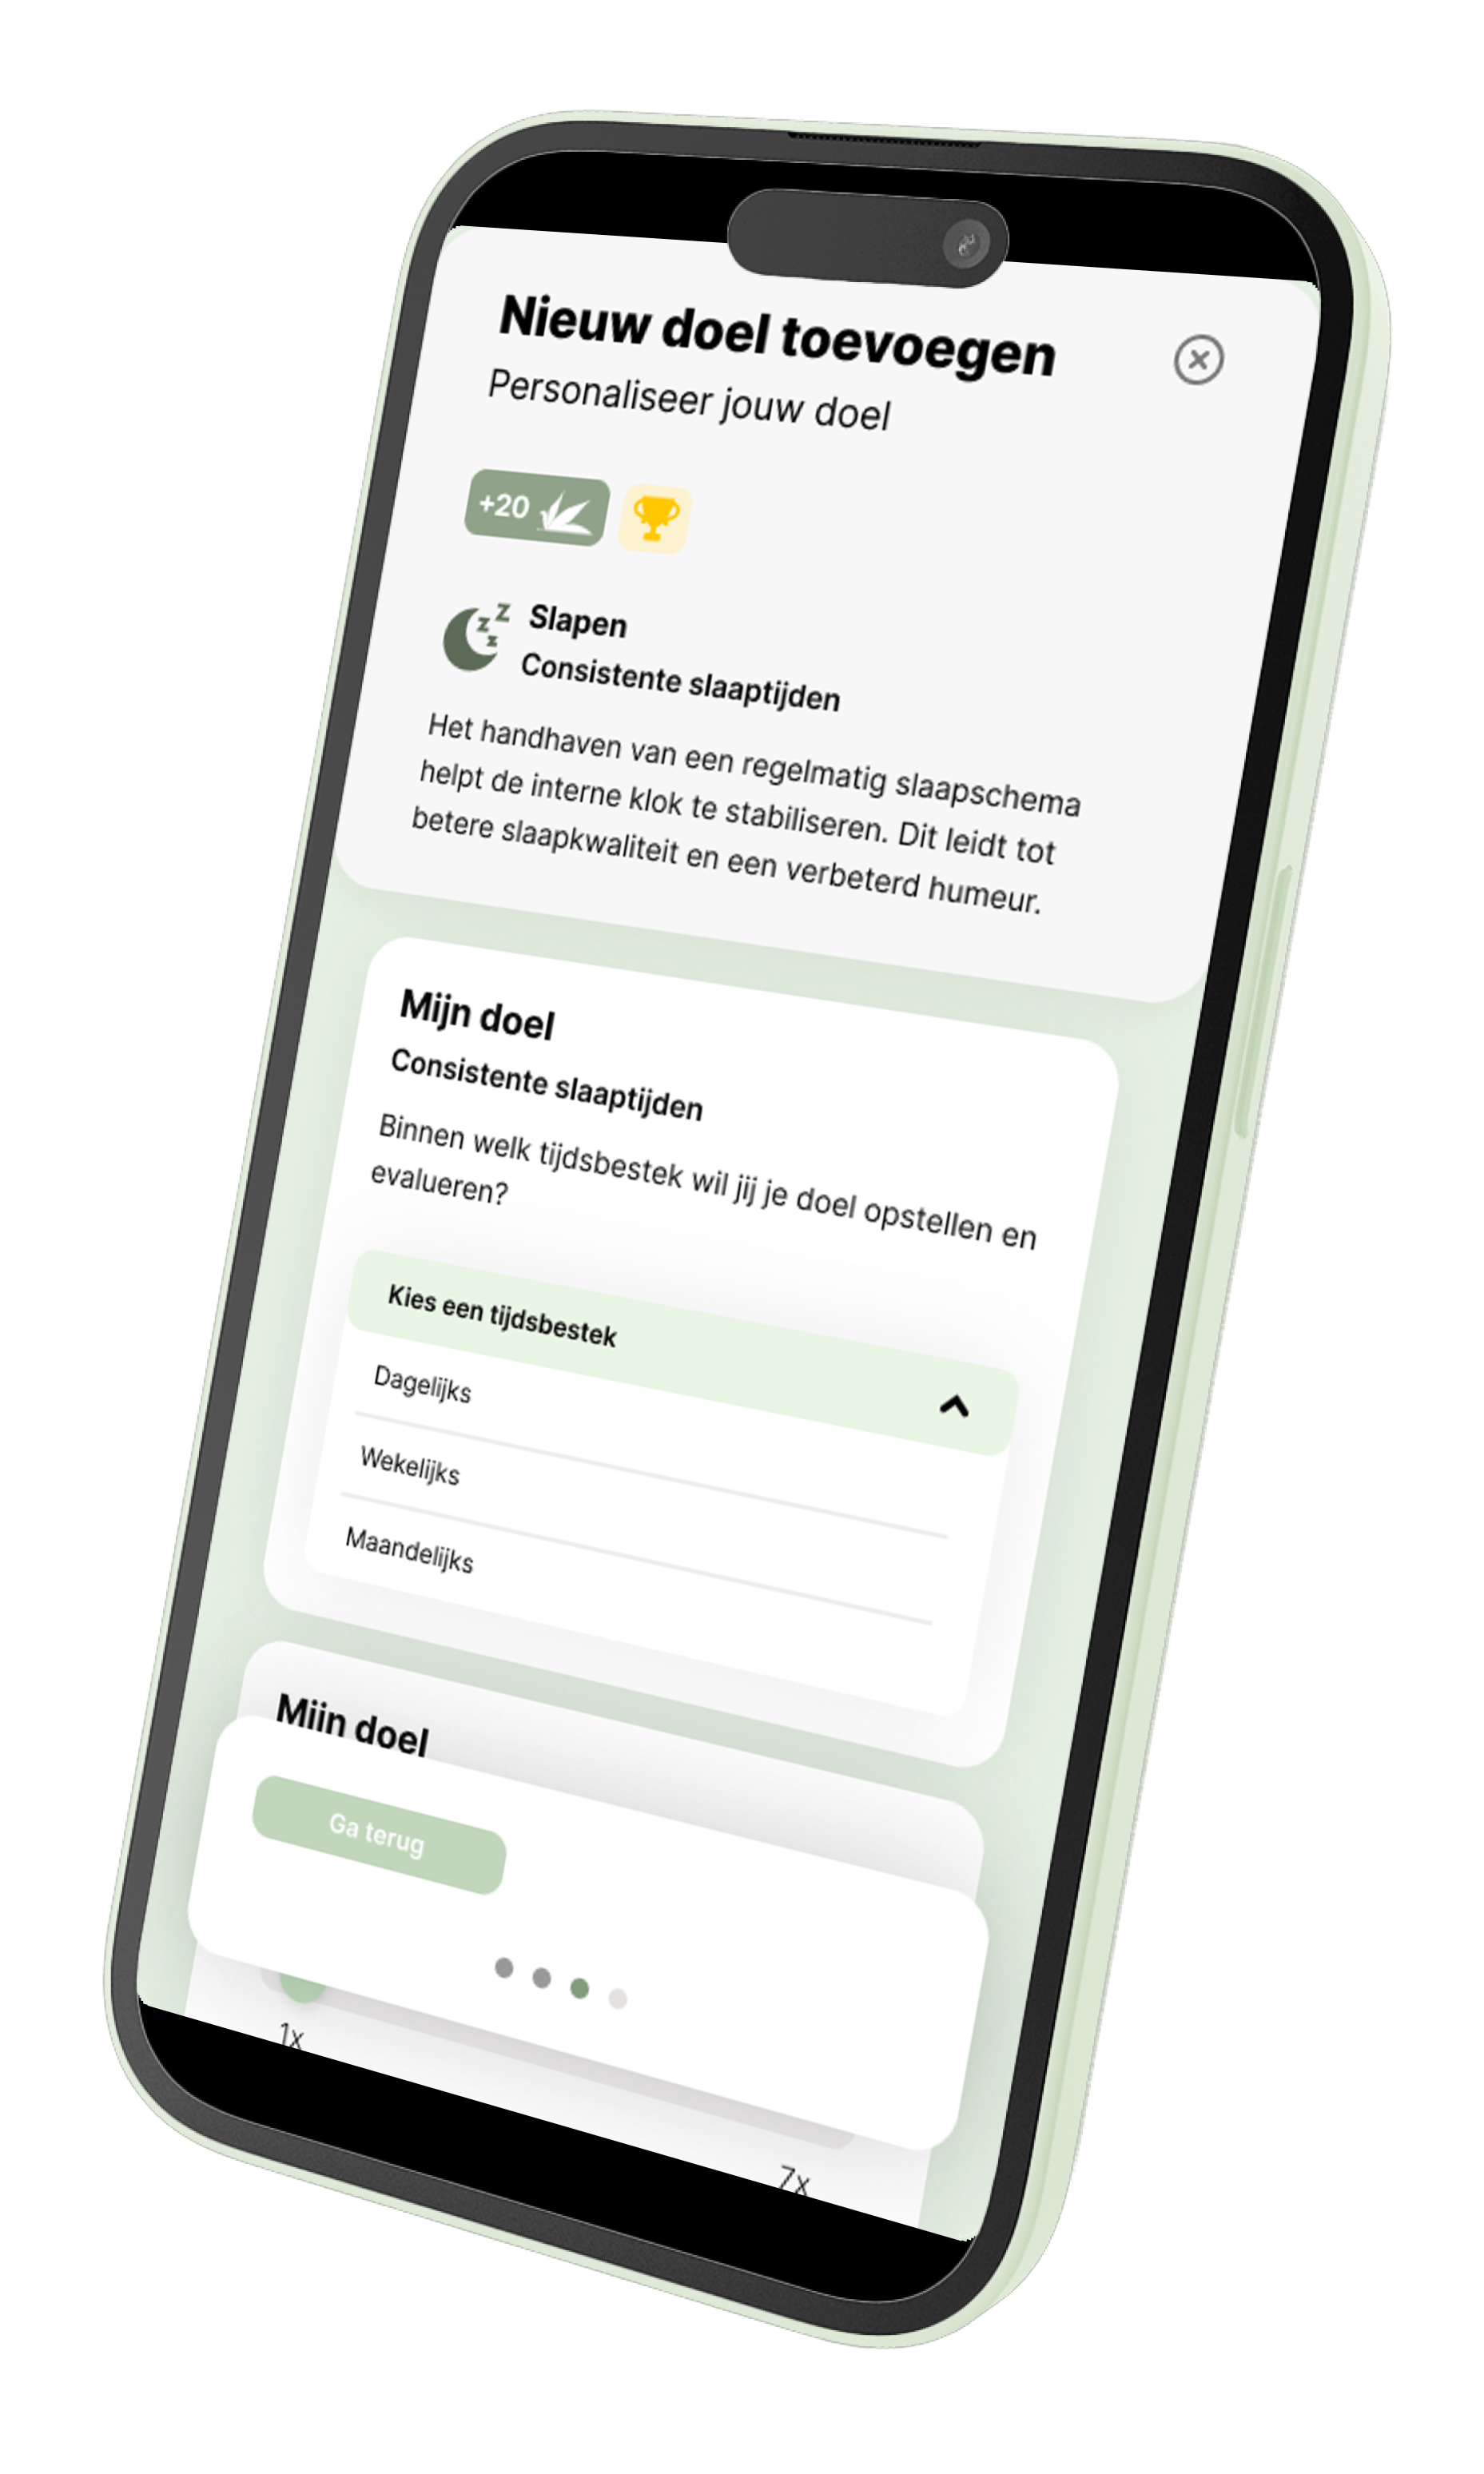 Nieuw doel toevoegen
Personaliseer jouw doel
+20
Slapen
Consistente slaaptijden
Het handhaven van een regelmatig slaapschema
helpt de interne klok te stabiliseren. Dit leidt tot
betere slaapkwaliteit en een verbeterd humeur.
Mijn doel
Consistente slaaptijden
Binnen welk tijdsbestek wil jij je doel opstellen en
evalueren?
Kies een tijdsbestek
Dagelijks
Wekelijks
Maandelijks
Mijn doel
Ga terug
1x
7x